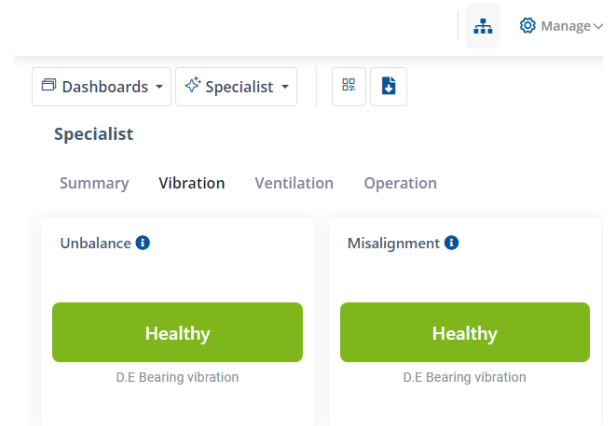 Manage
Dashboards Specialist
Specialist
Summary Vibration Ventilation Operation
Unbalance Misalignment
Healthy Healthy
D.E Bearing vibration D.E Bearing vibration